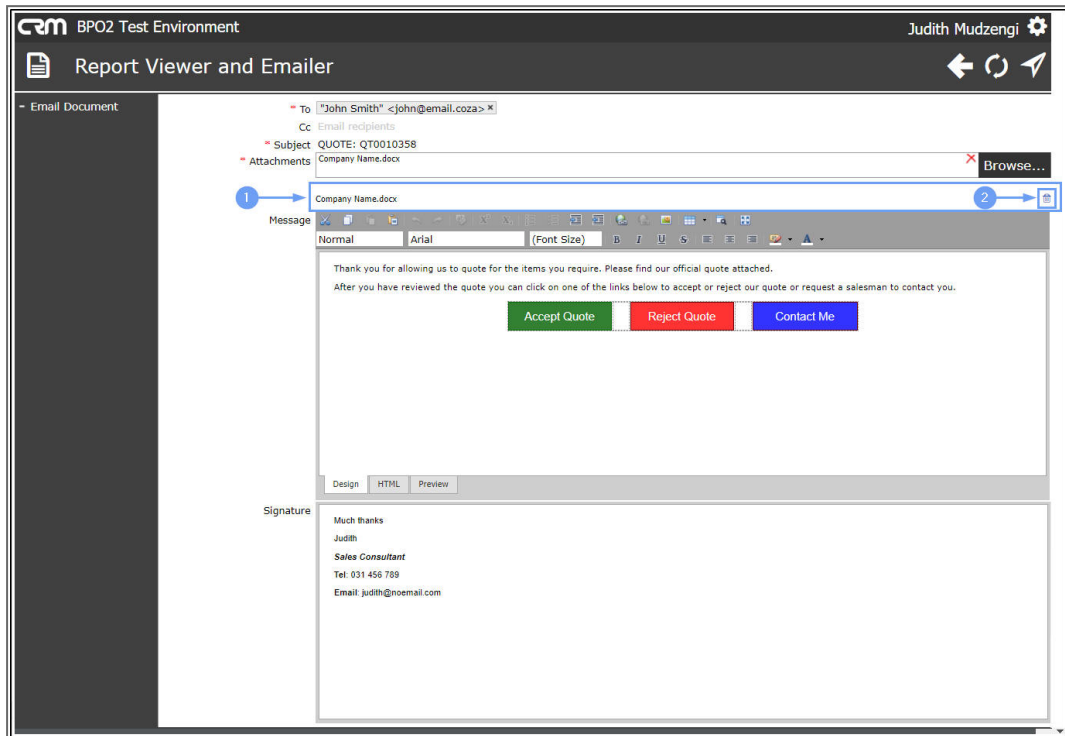 CRM BPO2 Test Environment
Judith Mudzengi
Report Viewer and Emailer
- Email Document
* To "John Smith" <john@email.coza> ×
Cc Email recipients
* Subject QUOTE: QT0010358
* Attachments Company Name.docx Browse...
1 Company Name.docx 2
Message
Normal Arial (Font Size) B I U S A
Thank you for allowing us to quote for the items you require. Please find our official quote attached.
After you have reviewed the quote you can click on one of the links below to accept or reject our quote or request a salesman to contact you.
Accept Quote Reject Quote Contact Me
Design HTML Preview
Signature
Much thanks
Judith
Sales Consultant
Tel: 031 456 789
Email: judith@noemail.com